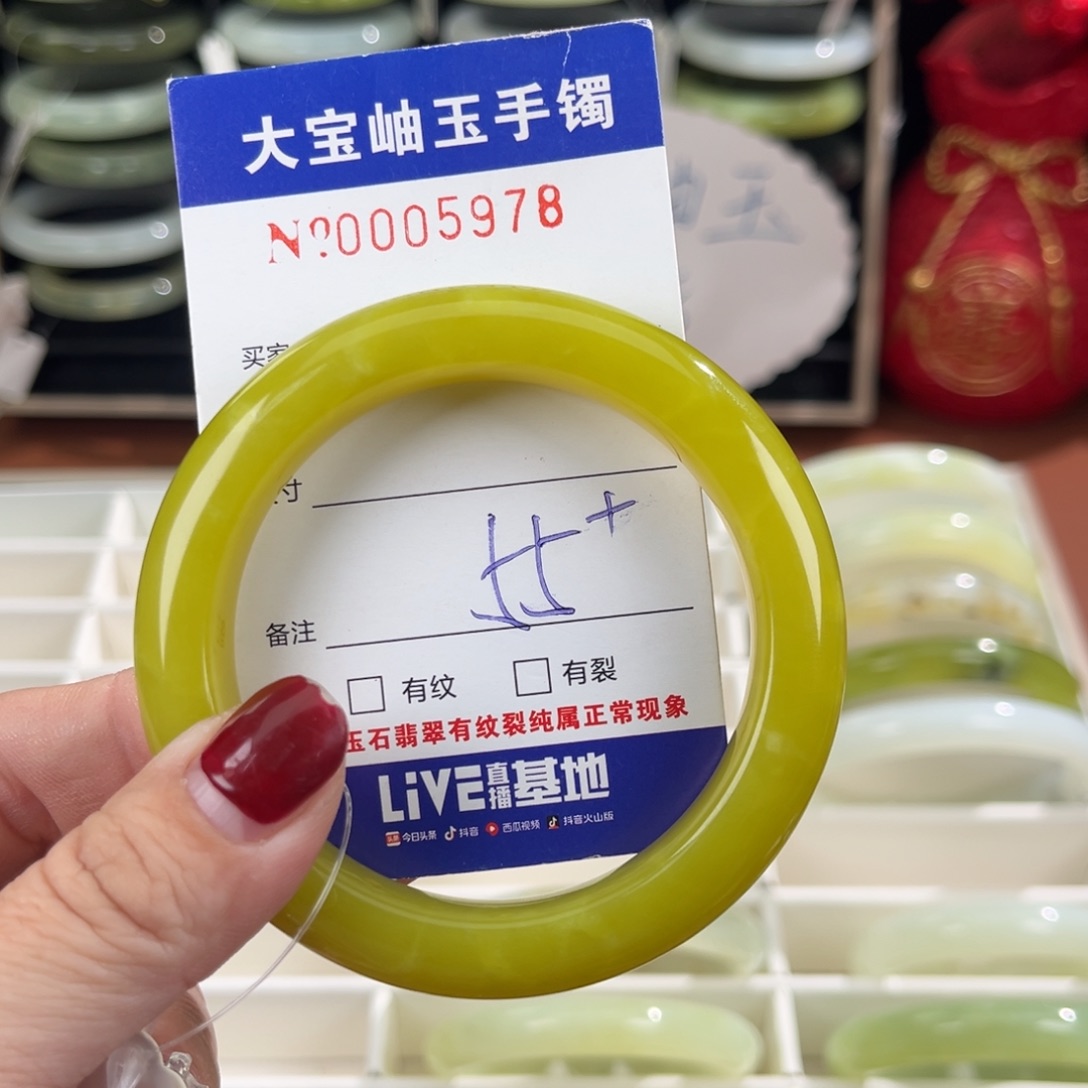 大宝岫玉手镯
Nº0005978
买家
寸
备注
□ 有纹 □ 有裂
玉石翡翠有纹裂纯属正常现象
LiVE直播基地
今日头条 抖音 西瓜视频 抖音火山版
岫玉